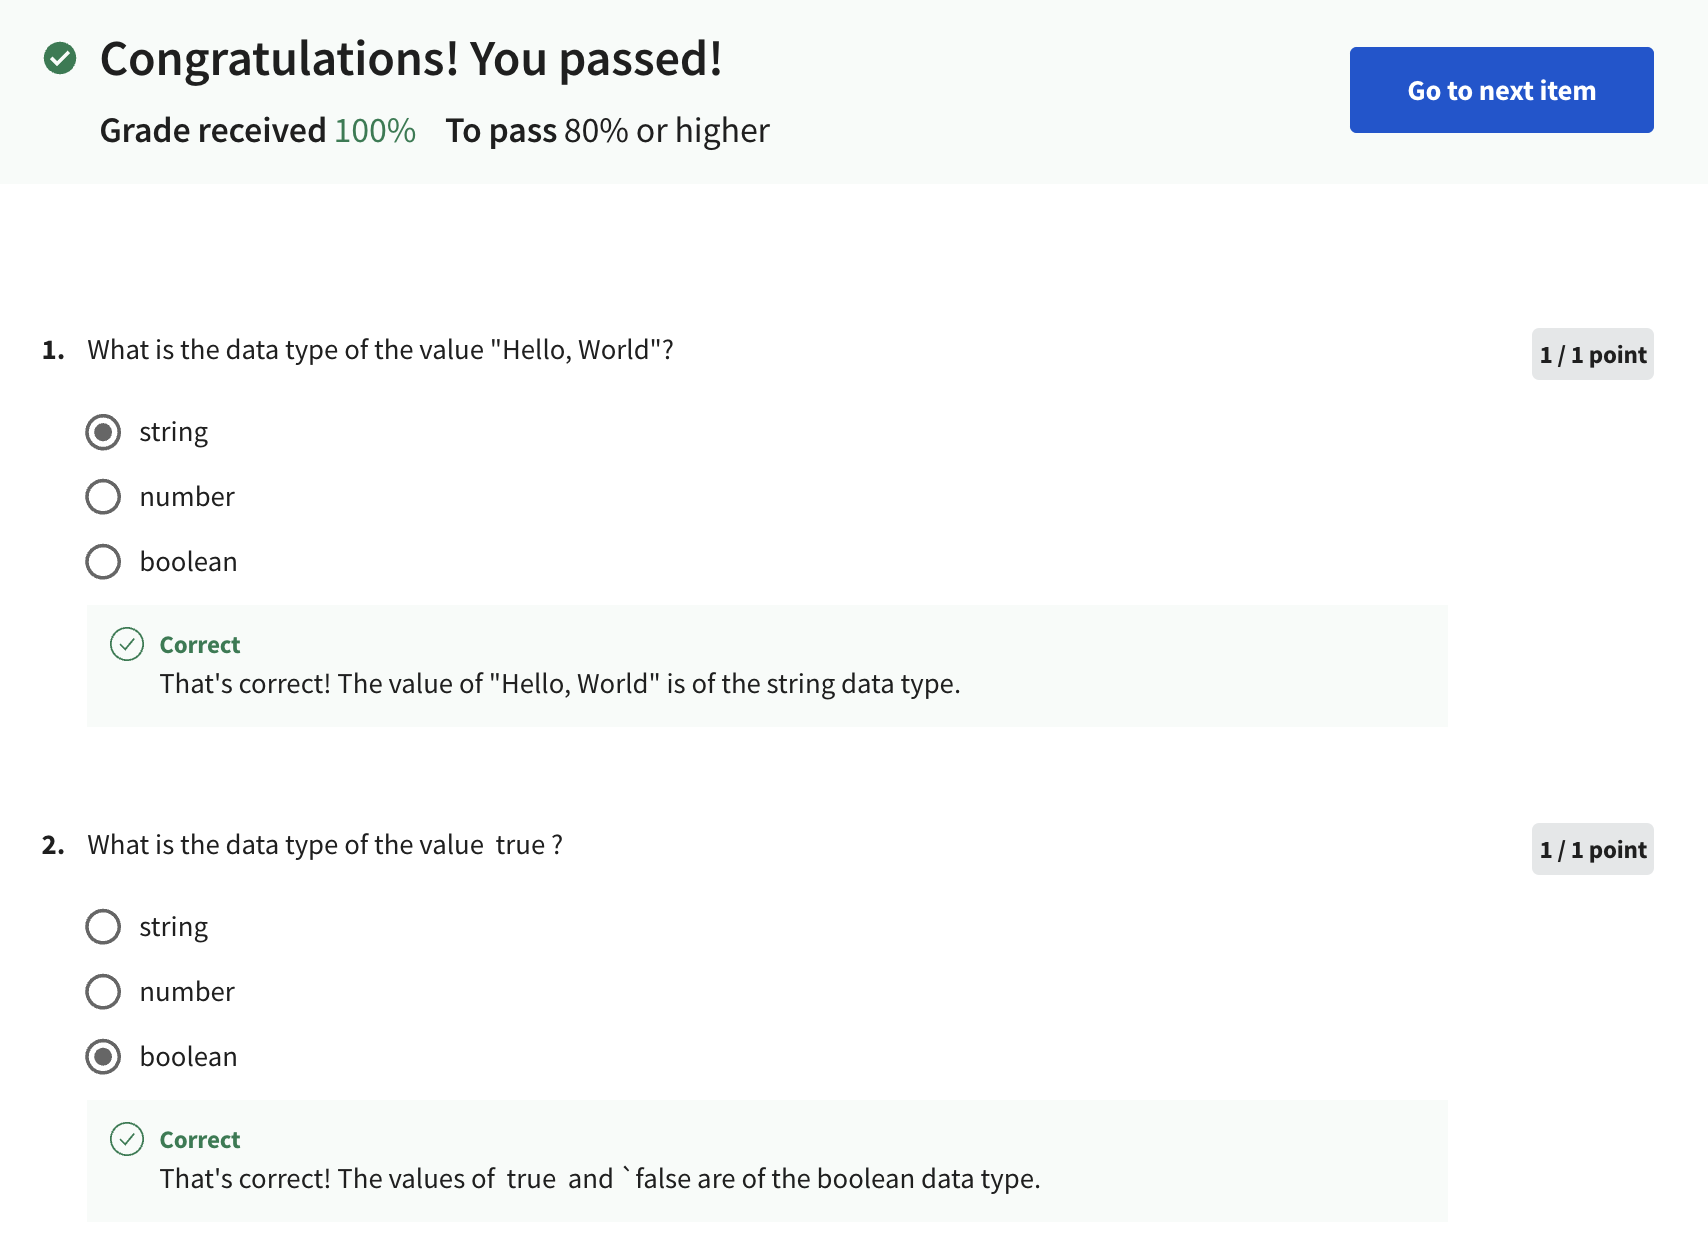 Congratulations! You passed!
Go to next item
Grade received 100% To pass 80% or higher
1. What is the data type of the value "Hello, World"?
1 / 1 point
string
number
boolean
Correct
That's correct! The value of "Hello, World" is of the string data type.
2. What is the data type of the value true ?
1 / 1 point
string
number
boolean
Correct
That's correct! The values of true and `false are of the boolean data type.